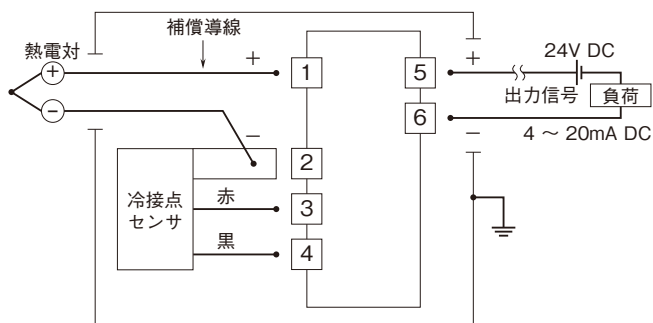 熱電対
補償導線
+
+
−
−
1
2
3
4
5
6
冷接点
センサ
赤
黒
+
24V DC
出力信号
負荷
4 ～ 20mA DC
−